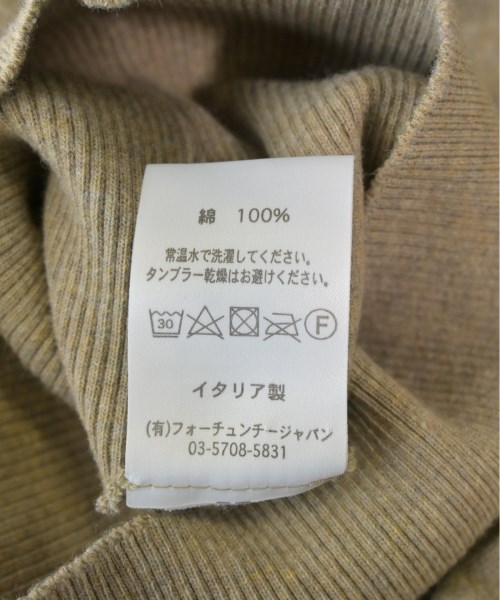 綿 100%
常温水で洗濯してください。
タンブラー乾燥はお避けください。
30 F
イタリア製
(有)フォーチュンチージャパン
03-5708-5831